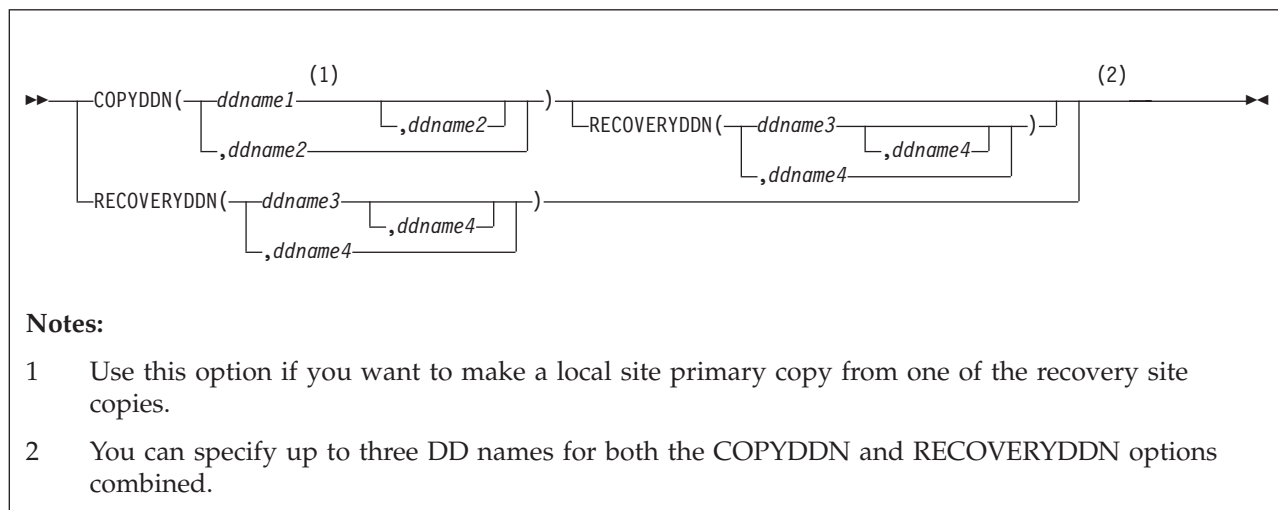 (1) (2)
COPYDDN( ddname1 )
,ddname2 RECOVERYDDN( ddname3 )
,ddname2 ,ddname4
,ddname4
RECOVERYDDN( ddname3 )
,ddname4
,ddname4
Notes:
1 Use this option if you want to make a local site primary copy from one of the recovery site
copies.
2 You can specify up to three DD names for both the COPYDDN and RECOVERYDDN options
combined.